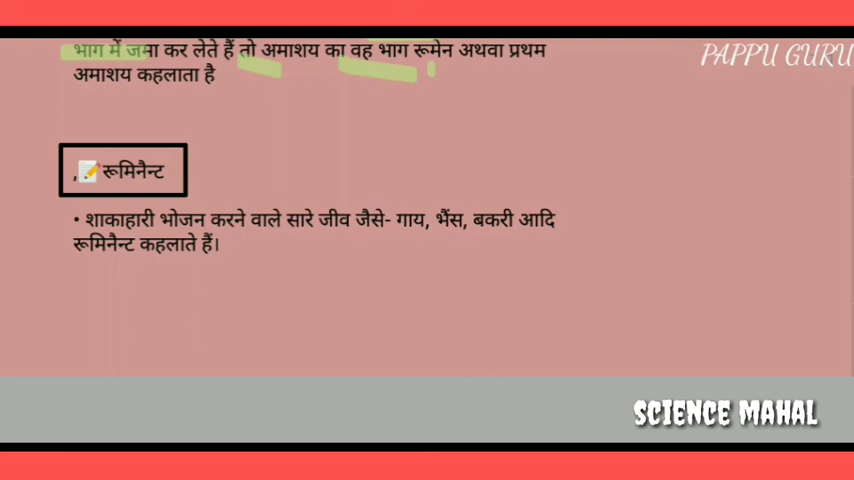 भाग में जमा कर लेते हैं तो अमाशय का वह भाग रूमेन अथवा प्रथम
PAPPU GURU
अमाशय कहलाता है
,📝रूमिनैन्ट
• शाकाहारी भोजन करने वाले सारे जीव जैसे- गाय, भैंस, बकरी आदि
रूमिनैन्ट कहलाते हैं।
SCIENCE MAHAL